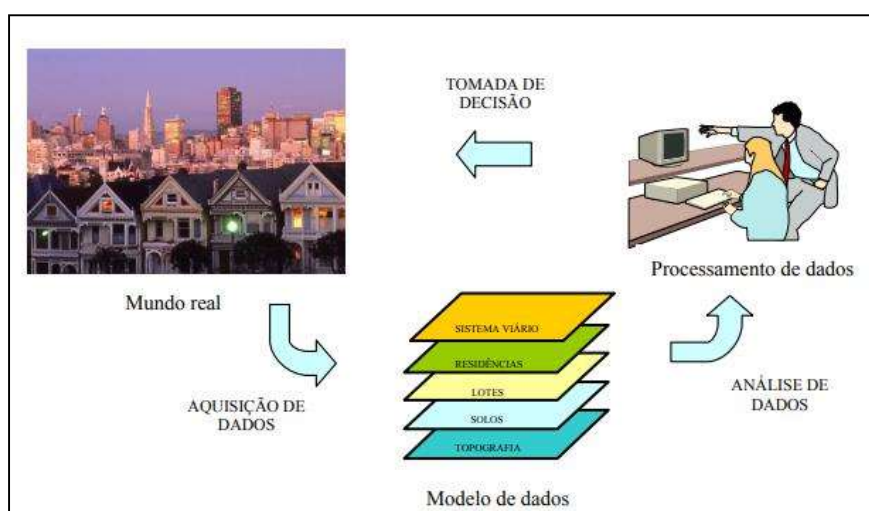 TOMADA DE
DECISÃO
Processamento de dados
Mundo real
SISTEMA VIÁRIO
RESIDÊNCIAS
LOTES
SOLOS
TOPOGRAFIA
AQUISIÇÃO DE
DADOS
ANÁLISE DE
DADOS
Modelo de dados